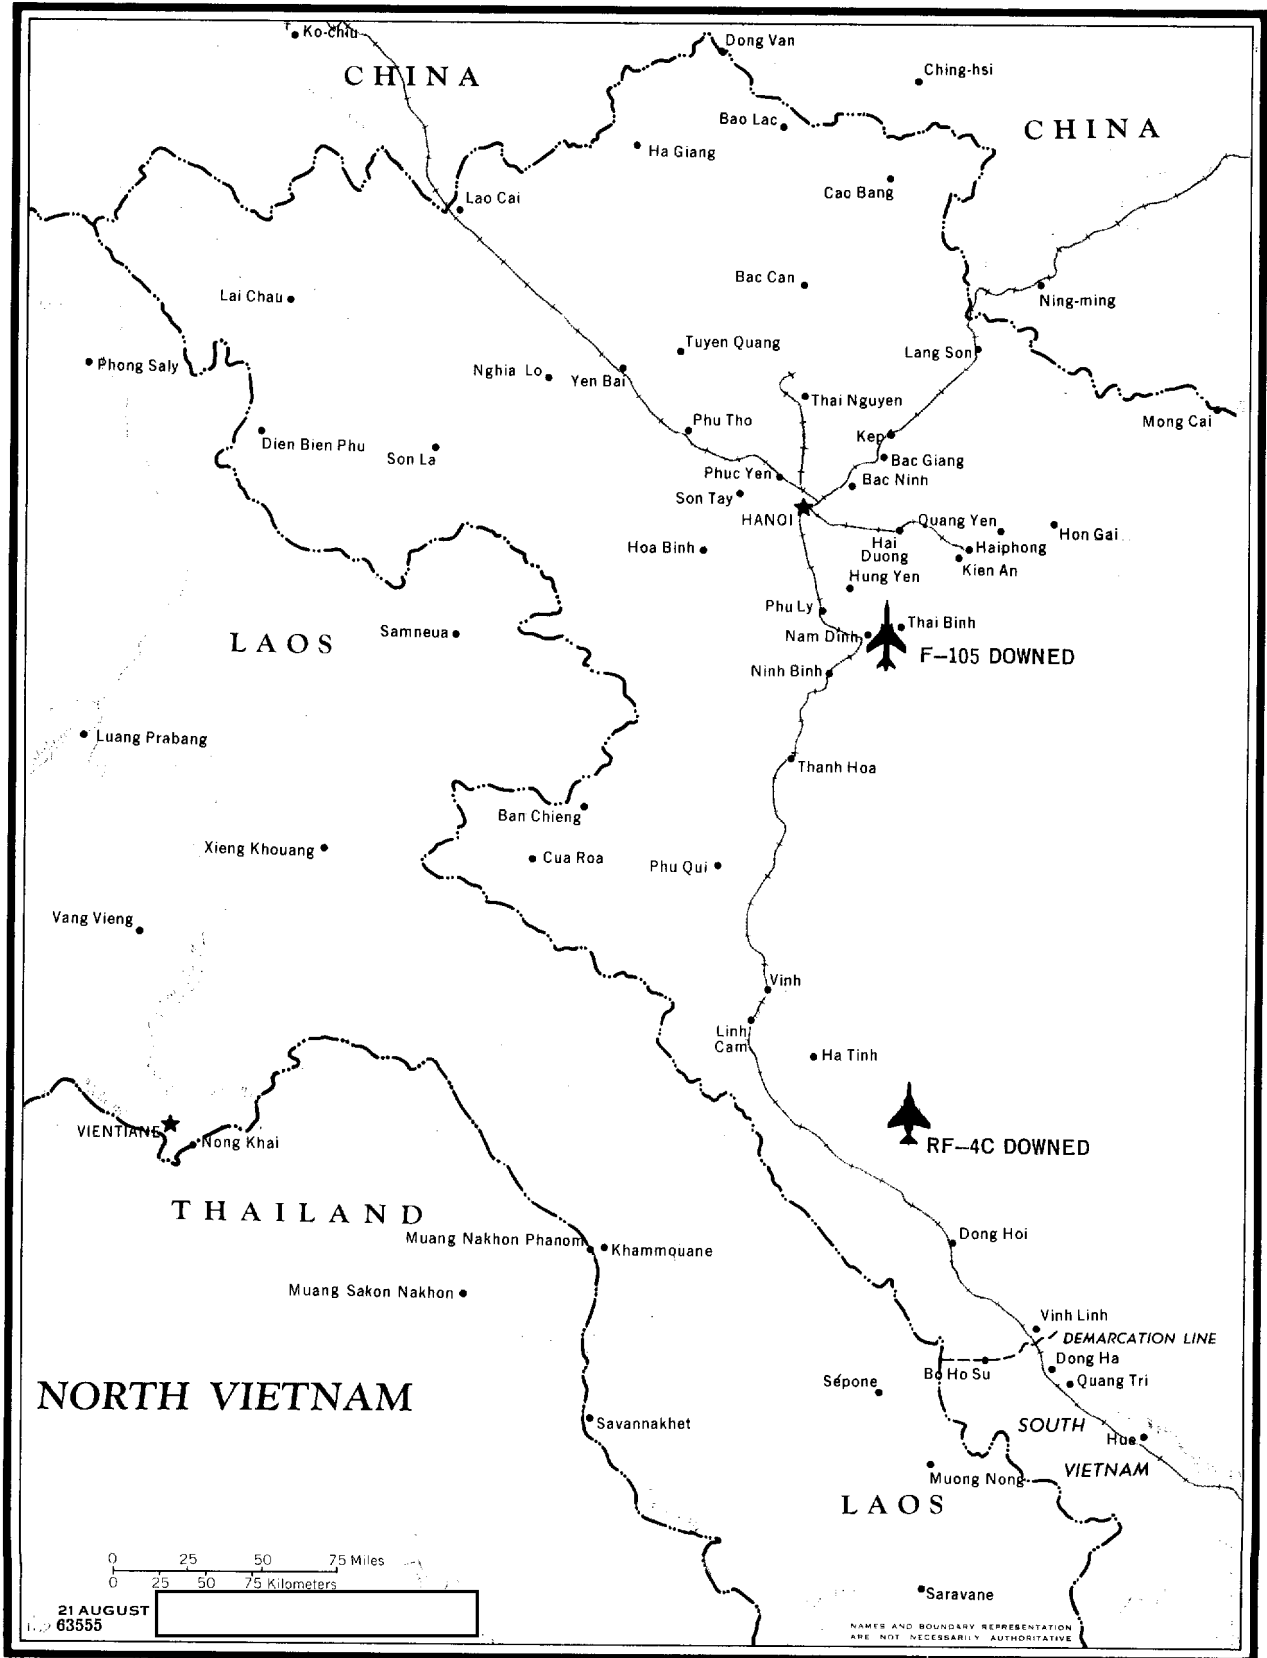 Ko-chiu
CHINA
Dong Van
Ching-hsi
CHINA
Bao Lac
Ha Giang
Cao Bang
Lao Cai
Bac Can
Lai Chau
Ning-ming
Tuyen Quang
Lang Son
Phong Saly
Nghia Lo
Yen Bai
Thai Nguyen
Mong Cai
Phu Tho
Kep
Dien Bien Phu
Son La
Bac Giang
Phuc Yen
Bac Ninh
Son Tay
HANOI
Quang Yen
Hon Gai
Hoa Binh
Hai
Duong
Haiphong
Kien An
Hung Yen
Phu Ly
Thai Binh
LAOS
Samneua
Nam Dinh
F-105 DOWNED
Ninh Binh
Luang Prabang
Thanh Hoa
Ban Chieng
Xieng Khouang
Cua Roa
Phu Qui
Vang Vieng
Vinh
Linh
Cam
Ha Tinh
VIENTIANE
Nong Khai
RF-4C DOWNED
THAILAND
Dong Hoi
Muang Nakhon Phanom
Khammouane
Muang Sakon Nakhon
Vinh Linh
DEMARCATION LINE
Dong Ha
Bo Ho Su
Quang Tri
Sepone
NORTH VIETNAM
Savannakhet
SOUTH
Hue
VIETNAM
Muong Nong
LAOS
0 25 50 75 Miles
0 25 50 75 Kilometers
21 AUGUST
63555
Saravane
NAMES AND BOUNDARY REPRESENTATION
ARE NOT NECESSARILY AUTHORITATIVE